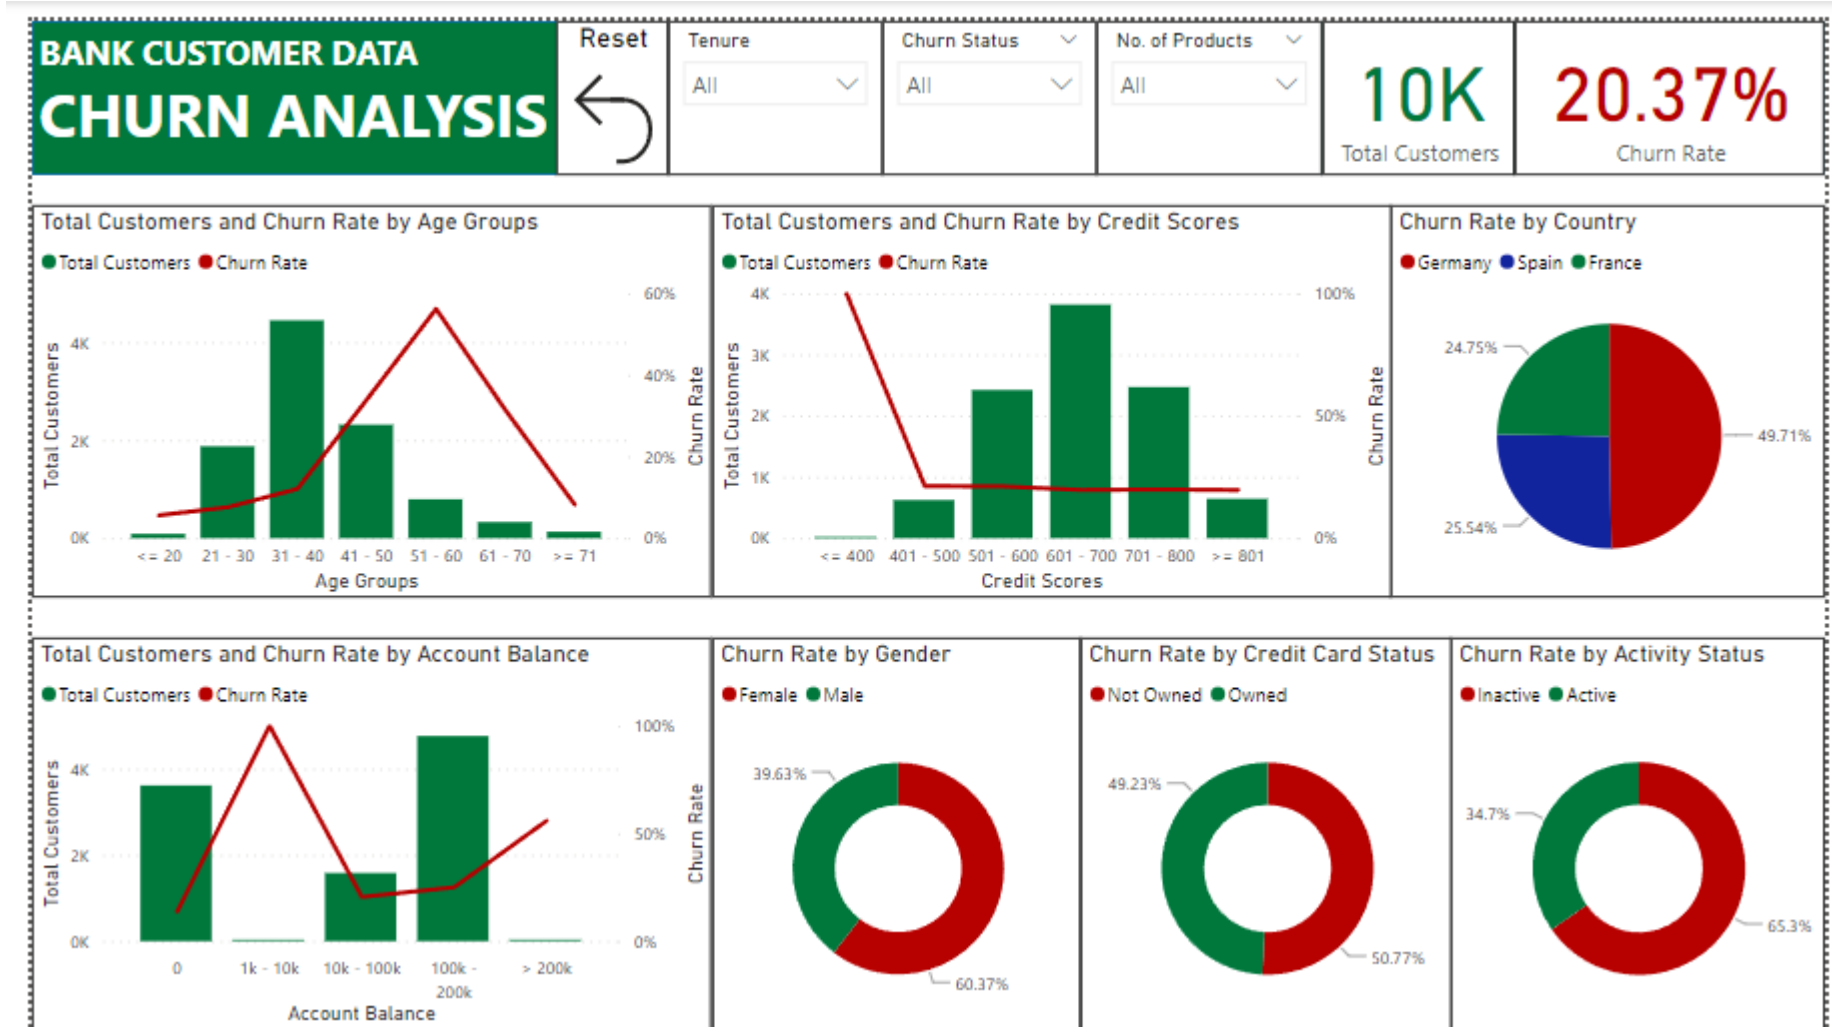 BANK CUSTOMER DATA
CHURN ANALYSIS
Reset
Tenure
All
Churn Status
All
No. of Products
All
10K
Total Customers
20.37%
Churn Rate
Total Customers and Churn Rate by Age Groups
Total Customers Churn Rate
Total Customers
4K
2K
0K
60%
40%
20%
0%
Churn Rate
<= 20 21 - 30 31 - 40 41 - 50 51 - 60 61 - 70 >= 71
Age Groups
Total Customers and Churn Rate by Credit Scores
Total Customers Churn Rate
Total Customers
4K
3K
2K
1K
0K
100%
50%
0%
Churn Rate
<= 400 401 - 500 501 - 600 601 - 700 701 - 800 >= 801
Credit Scores
Churn Rate by Country
Germany Spain France
24.75%
49.71%
25.54%
Total Customers and Churn Rate by Account Balance
Total Customers Churn Rate
Total Customers
4K
2K
0K
100%
50%
0%
Churn Rate
0 1k - 10k 10k - 100k 100k - > 200k
200k
Account Balance
Churn Rate by Gender
Female Male
39.63%
60.37%
Churn Rate by Credit Card Status
Not Owned Owned
49.23%
50.77%
Churn Rate by Activity Status
Inactive Active
34.7%
65.3%